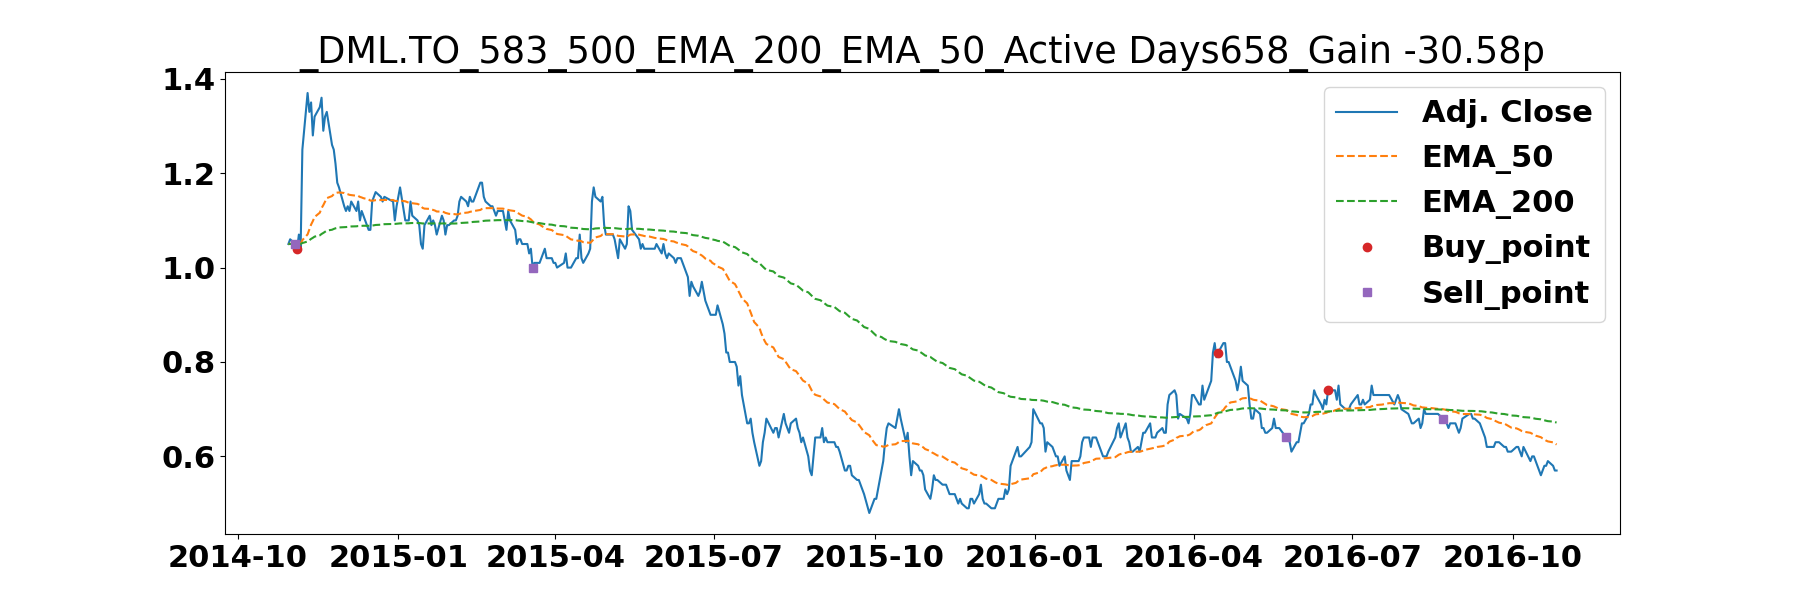 _DML.TO_583_500_EMA_200_EMA_50_Active Days658_Gain -30.58p
1.4
1.2
1.0
0.8
0.6
Adj. Close
EMA_50
EMA_200
Buy_point
Sell_point
2014-10 2015-01 2015-04 2015-07 2015-10 2016-01 2016-04 2016-07 2016-10